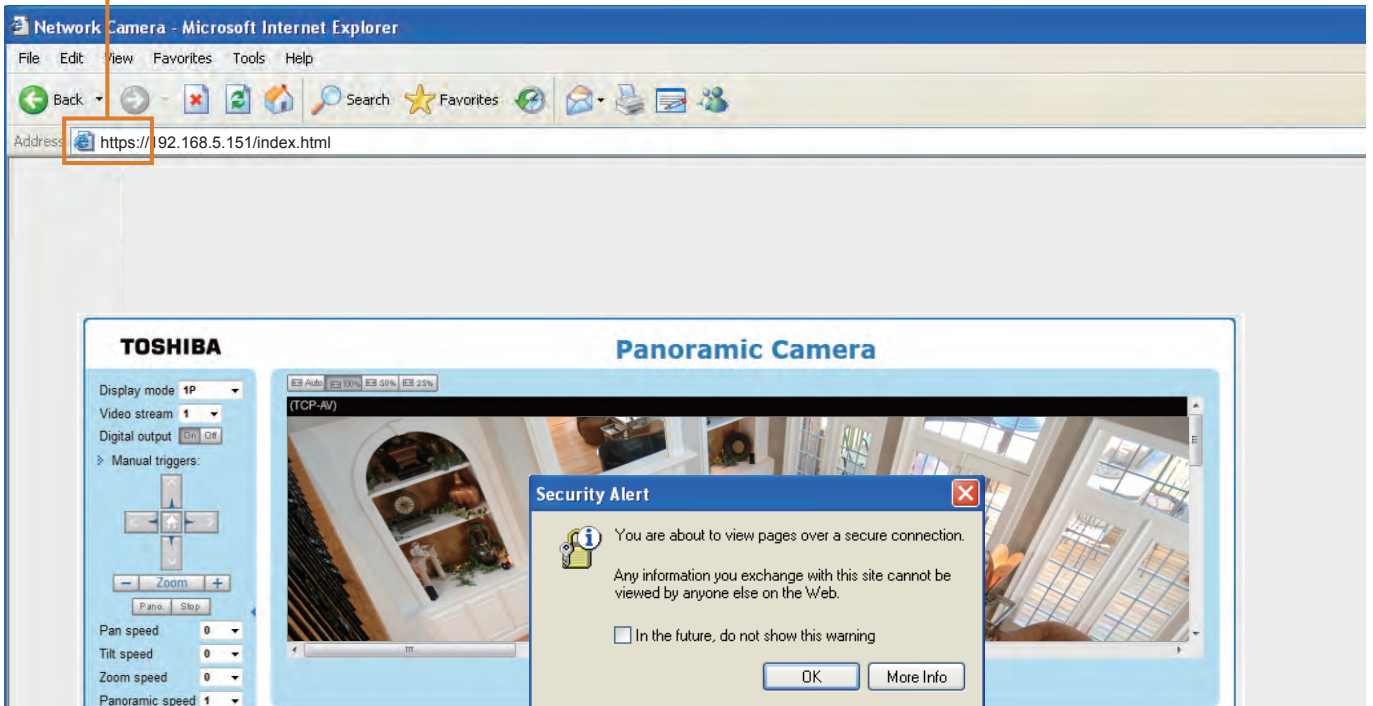 Network Camera - Microsoft Internet Explorer
File Edit View Favorites Tools Help
Back Search Favorites
Address https://192.168.5.151/index.html
TOSHIBA
Panoramic Camera
Display mode 1P
Video stream 1
Digital output On Off
Manual triggers:
Zoom
Pano. Stop
Pan speed 0
Tilt speed 0
Zoom speed 0
Panoramic speed 1
Auto 100% 50% 25%
(TCP-AV)
Security Alert
You are about to view pages over a secure connection.
Any information you exchange with this site cannot be
viewed by anyone else on the Web.
In the future, do not show this warning
OK More Info